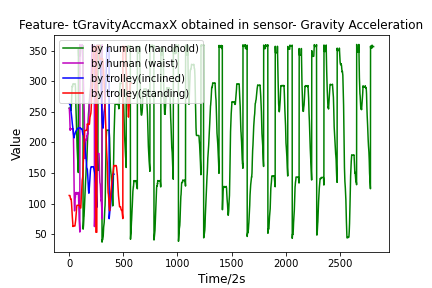 Feature- tGravityAccmaxX obtained in sensor- Gravity Acceleration
by human (handhold)
by human (waist)
by trolley(inclined)
by trolley(standing)
Value
350
300
250
200
150
100
50
0
500
1000
1500
2000
2500
Time/2s